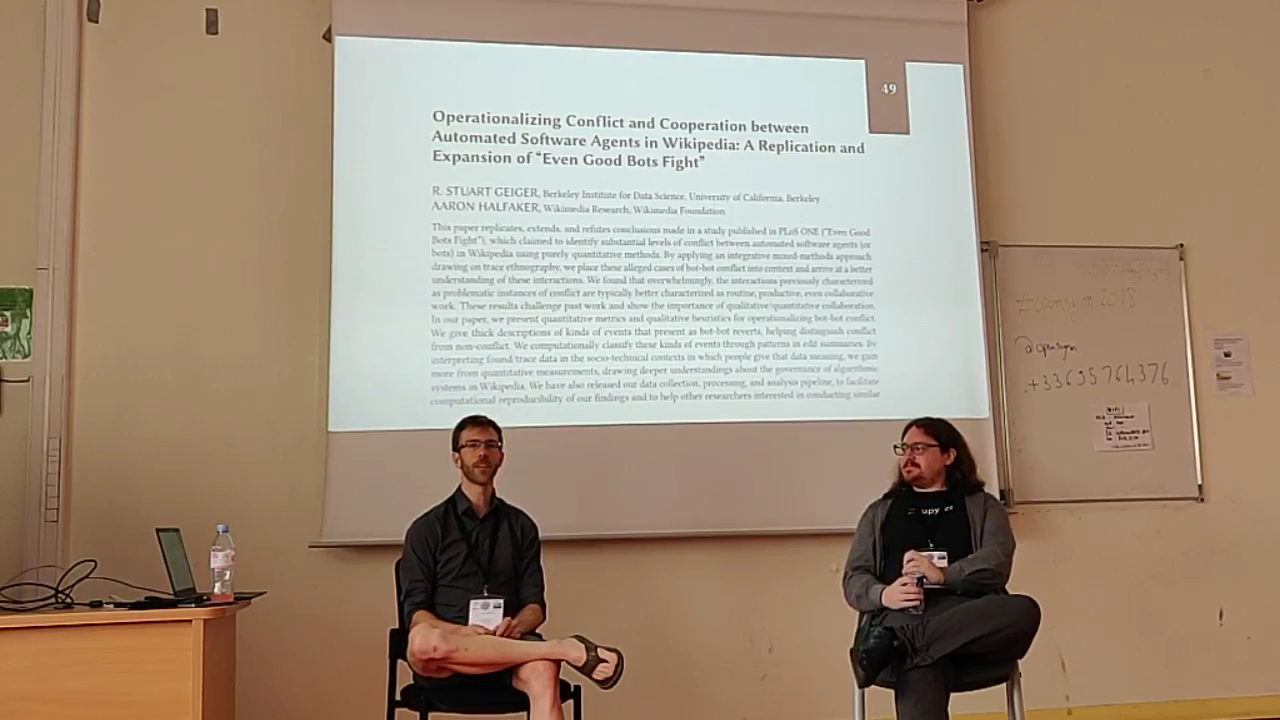 49
Operationalizing Conflict and Cooperation between
Automated Software Agents in Wikipedia: A Replication and
Expansion of "Even Good Bots Fight"
R. STUART GEIGER, Berkeley Institute for Data Science, University of California, Berkeley
AARON HALFAKER, Wikimedia Research, Wikimedia Foundation
This paper replicates, extends, and refutes conclusions made in a study published in PLoS ONE ("Even Good
Bots Fight"), which claimed to identify substantial levels of conflict between automated software agents (or
bots) in Wikipedia using purely quantitative methods. By applying an integrative mixed-methods approach
drawing on trace ethnography, we place these alleged cases of bot-bot conflict into context and arrive at a better
understanding of these interactions. We found that overwhelmingly, the interactions previously characterized
as problematic instances of conflict are typically better characterized as routine, productive, even collaborative
work. These results challenge past work and show the importance of qualitative/quantitative collaboration.
In our paper, we present quantitative metrics and qualitative heuristics for operationalizing bot-bot conflict.
We give thick descriptions of kinds of events that present as bot-bot reverts, helping distinguish conflict
from non-conflict. We computationally classify these kinds of events through patterns in edit summaries. By
interpreting found/trace data in the socio-technical contexts in which people give that data meaning, we gain
more from quantitative measurements, drawing deeper understandings about the governance of algorithmic
systems in Wikipedia. We have also released our data collection, processing, and analysis pipeline, to facilitate
computational reproducibility of our findings and to help other researchers interested in conducting similar
#opensym2018
@opensym
+33695764376
WiFi
upy